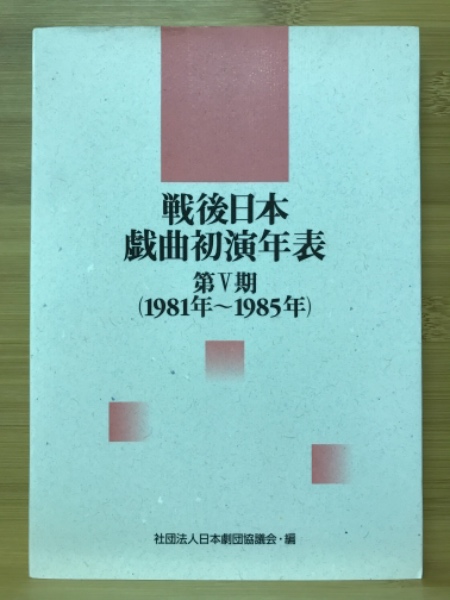 戦後日本
戯曲初演年表
第Ⅴ期
(1981年～1985年)
社団法人日本劇団協議会・編